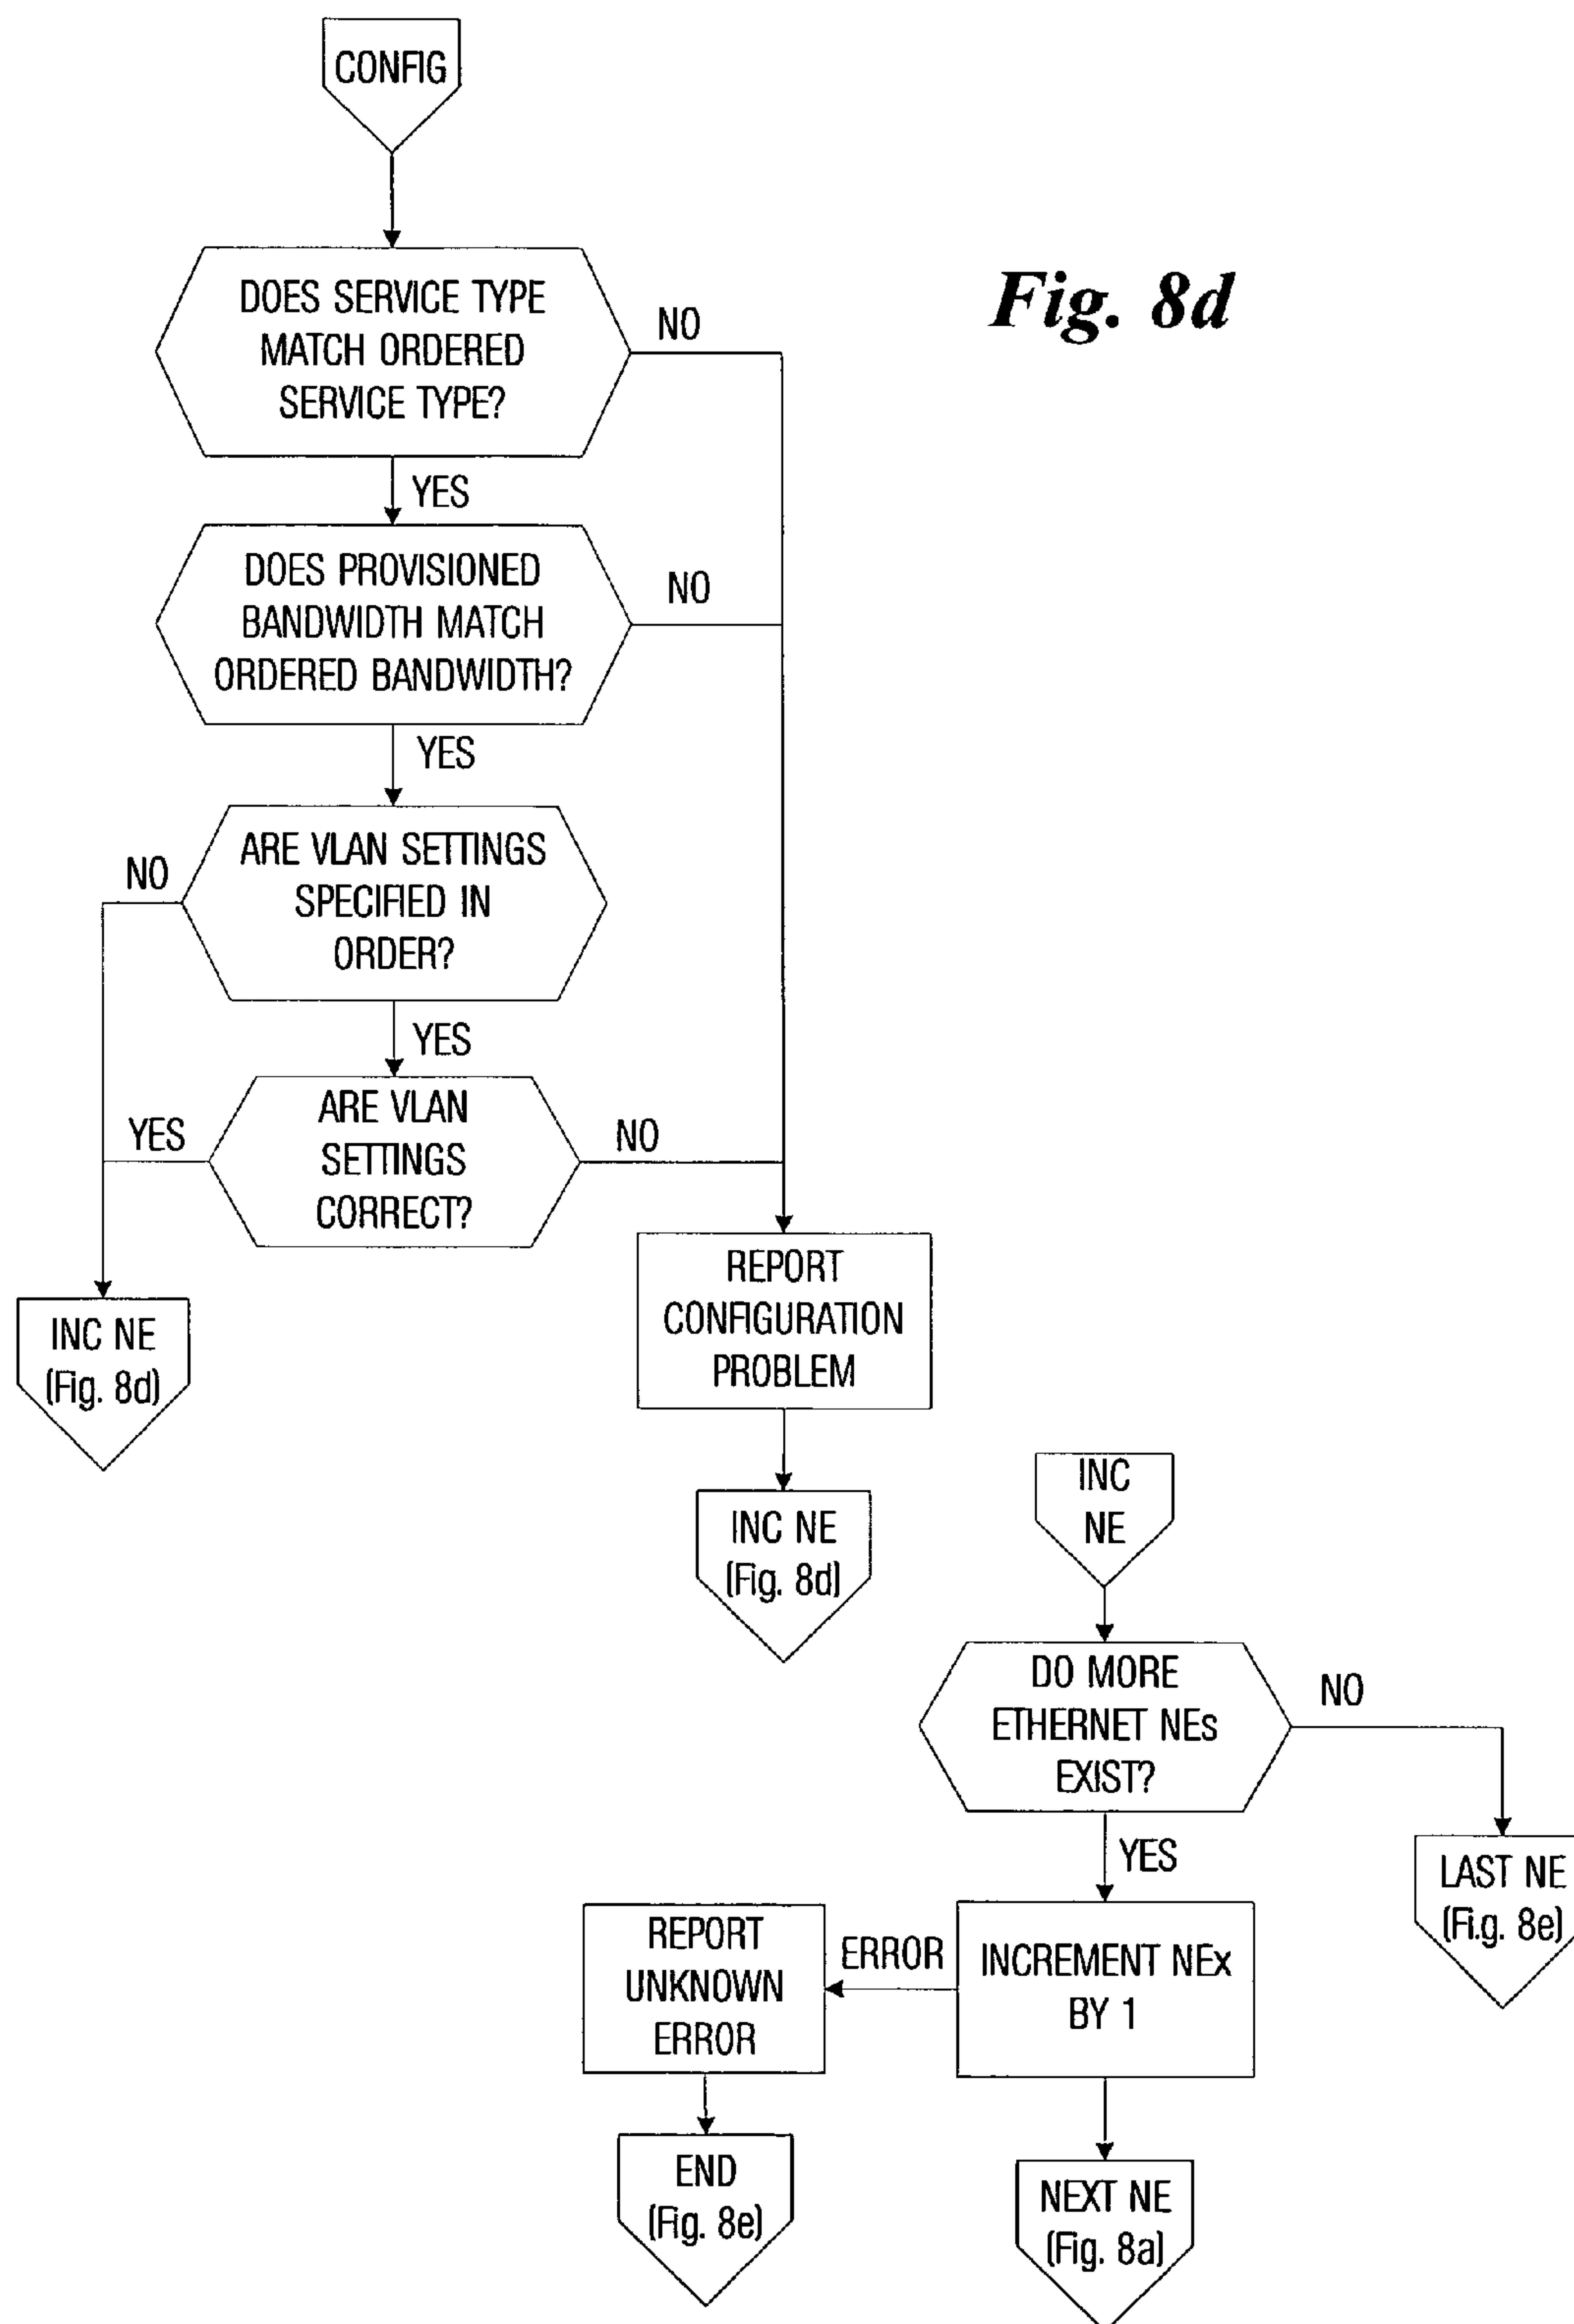 CONFIG
Fig. 8d
DOES SERVICE TYPE
MATCH ORDERED
SERVICE TYPE?
NO
YES
DOES PROVISIONED
BANDWIDTH MATCH
ORDERED BANDWIDTH?
NO
YES
ARE VLAN SETTINGS
SPECIFIED IN
ORDER?
NO
YES
ARE VLAN
SETTINGS
CORRECT?
YES
NO
INC NE
(Fig. 8d)
REPORT
CONFIGURATION
PROBLEM
INC NE
(Fig. 8d)
INC
NE
DO MORE
ETHERNET NEs
EXIST?
NO
YES
LAST NE
(Fi.g. 8e)
INCREMENT NEx
BY 1
ERROR
REPORT
UNKNOWN
ERROR
END
(Fig. 8e)
NEXT NE
(Fig. 8a)